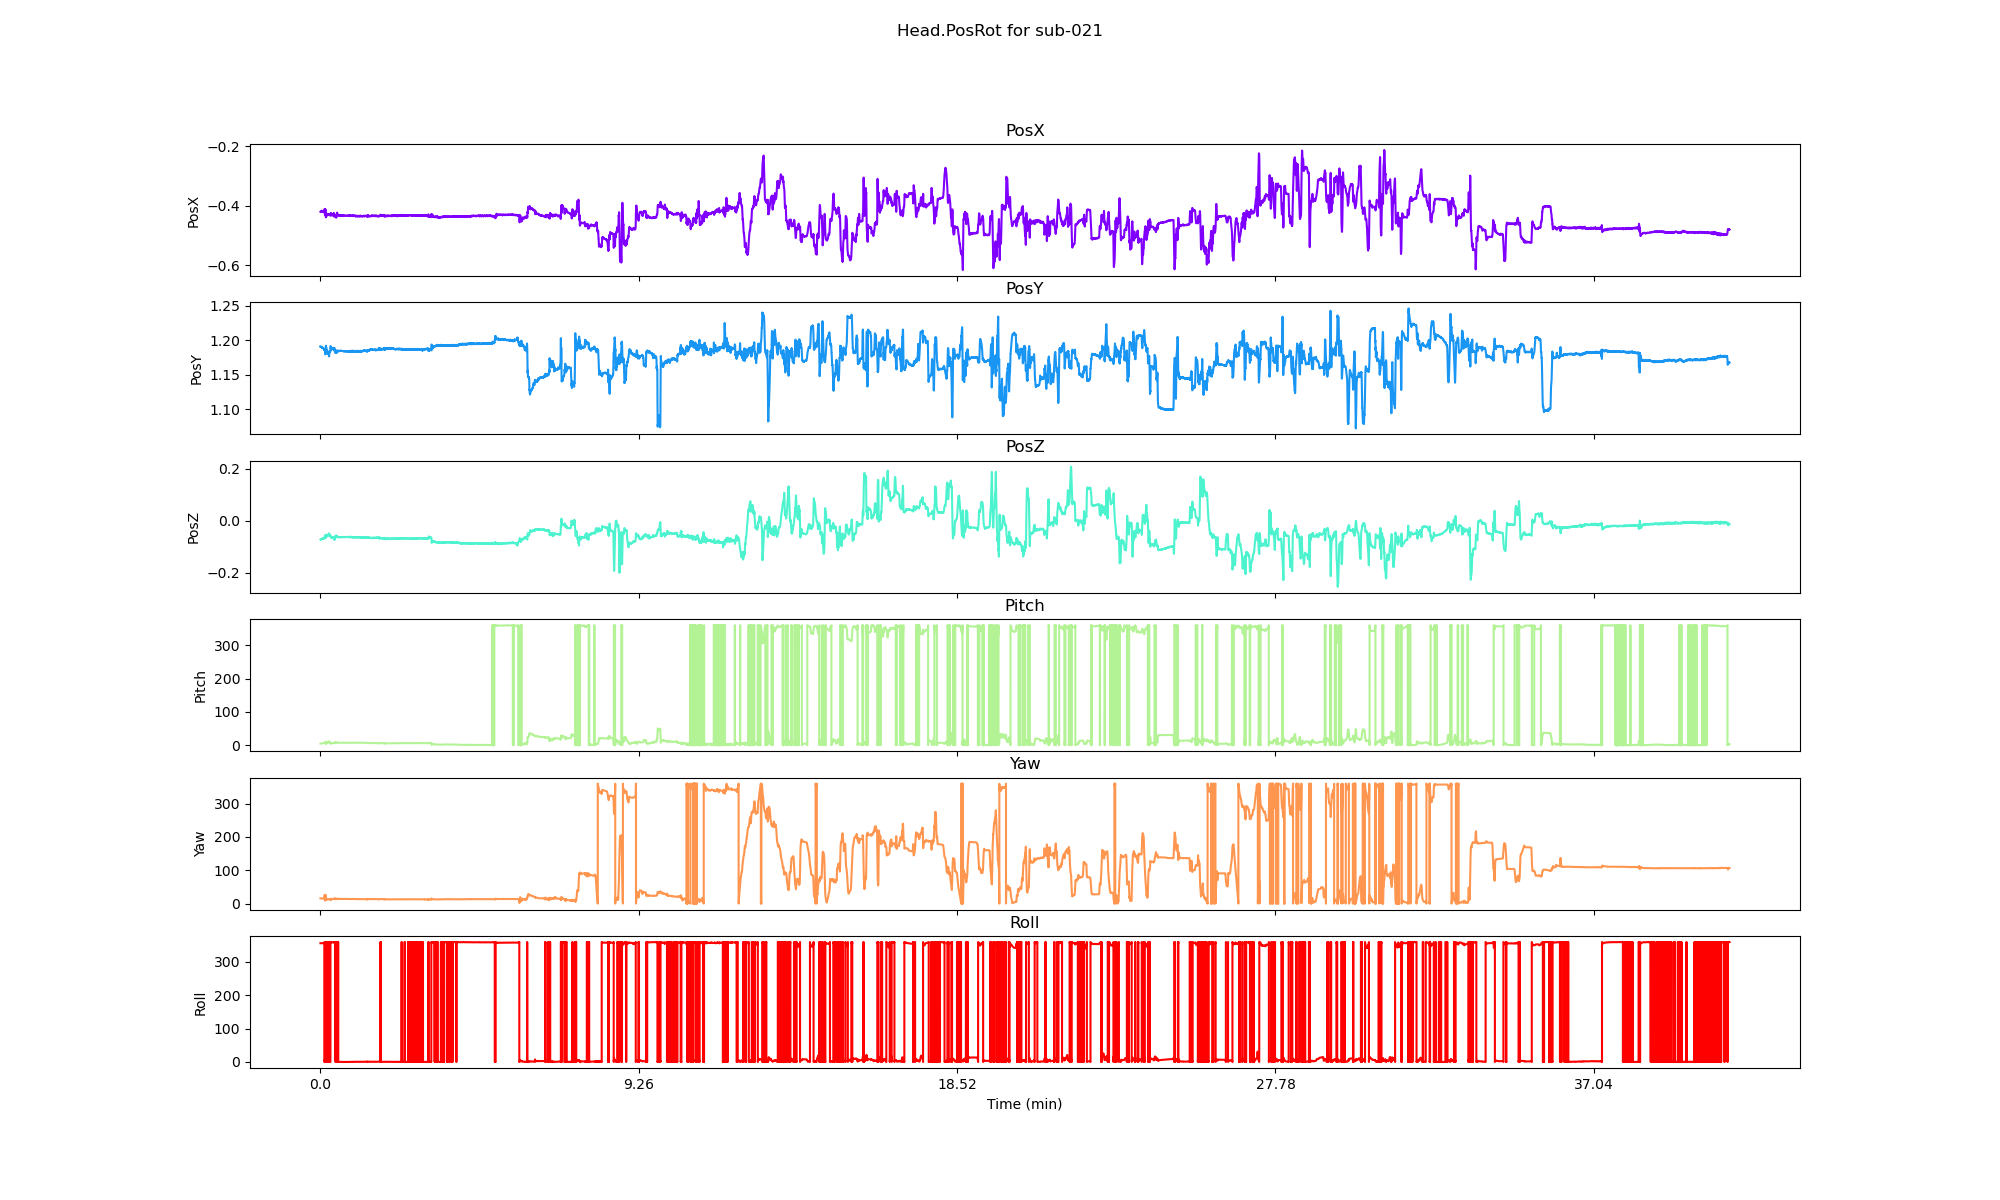 Head.PosRot for sub-021
PosX
−0.2
−0.4
−0.6
PosX
PosY
1.25
1.20
1.15
1.10
PosY
PosZ
0.2
0.0
−0.2
PosZ
Pitch
300
200
100
0
Pitch
Yaw
300
200
100
0
Yaw
Roll
300
200
100
0
Roll
0.0 9.26 18.52 27.78 37.04
Time (min)